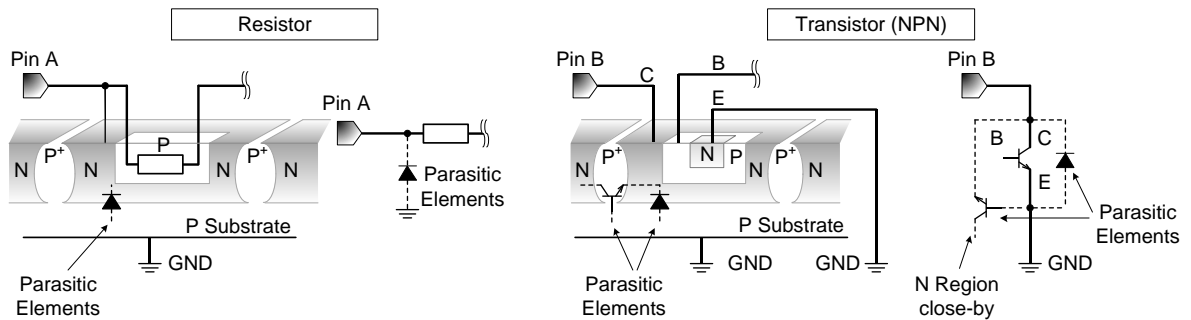 Resistor
Transistor (NPN)
Pin A
Pin A
N
P+
N
P
N
P+
N
Parasitic
Elements
P Substrate
GND
Parasitic
Elements
Pin B
C
B
E
N
P+
N
N
P
N
P+
N
P Substrate
GND
GND
Parasitic
Elements
Pin B
B
C
E
Parasitic
Elements
GND
N Region
close-by